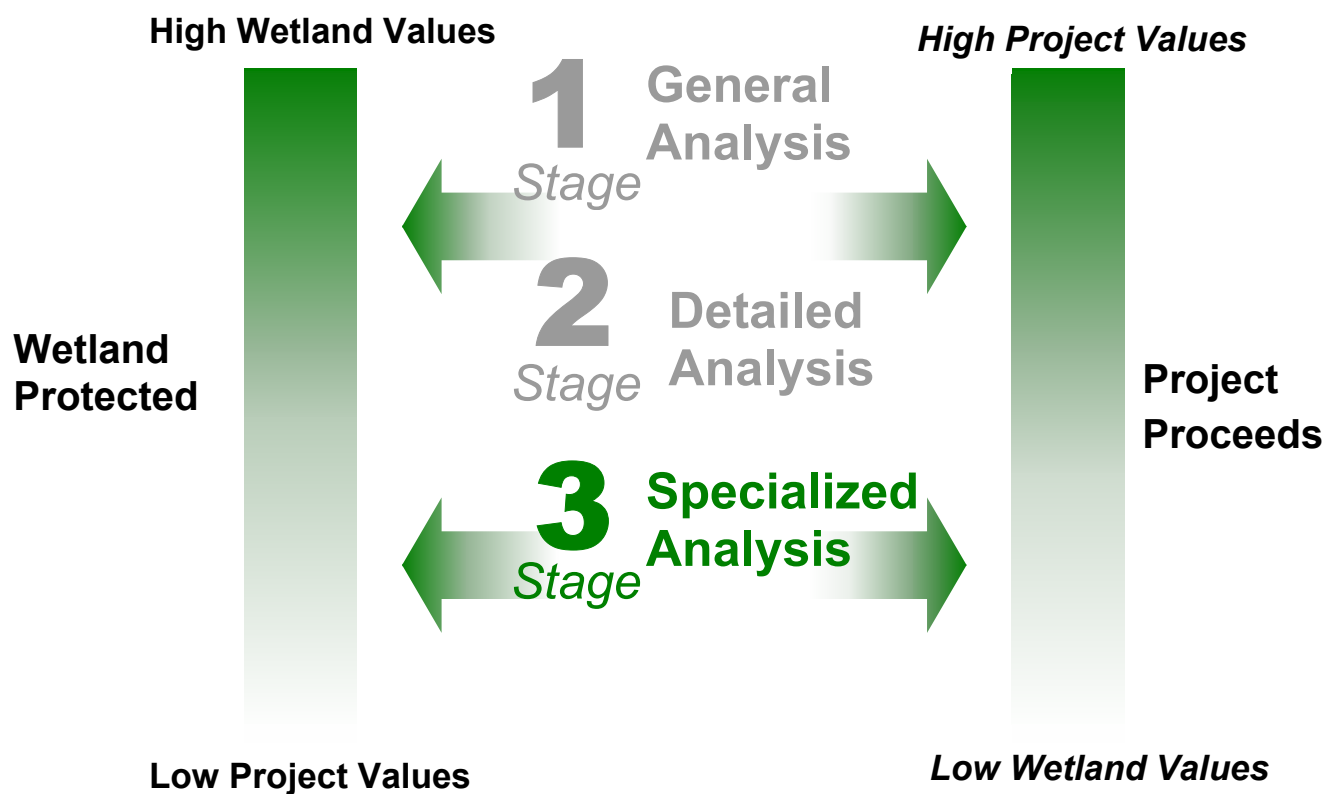 High Wetland Values
High Project Values
1
Stage
General
Analysis
2
Stage
Detailed
Analysis
Wetland
Protected
Project
Proceeds
3
Stage
Specialized
Analysis
Low Project Values
Low Wetland Values